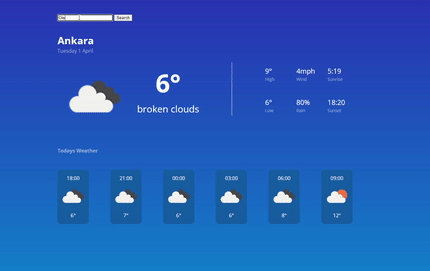 Search
Ankara
Tuesday 1 April
6°
broken clouds
9° 4mph 5:19
High Wind Sunrise
6° 80% 18:20
Low Rain Sunset
Todays Weather
18:00 21:00 00:00 03:00 06:00 09:00
6° 7° 6° 6° 8° 12°